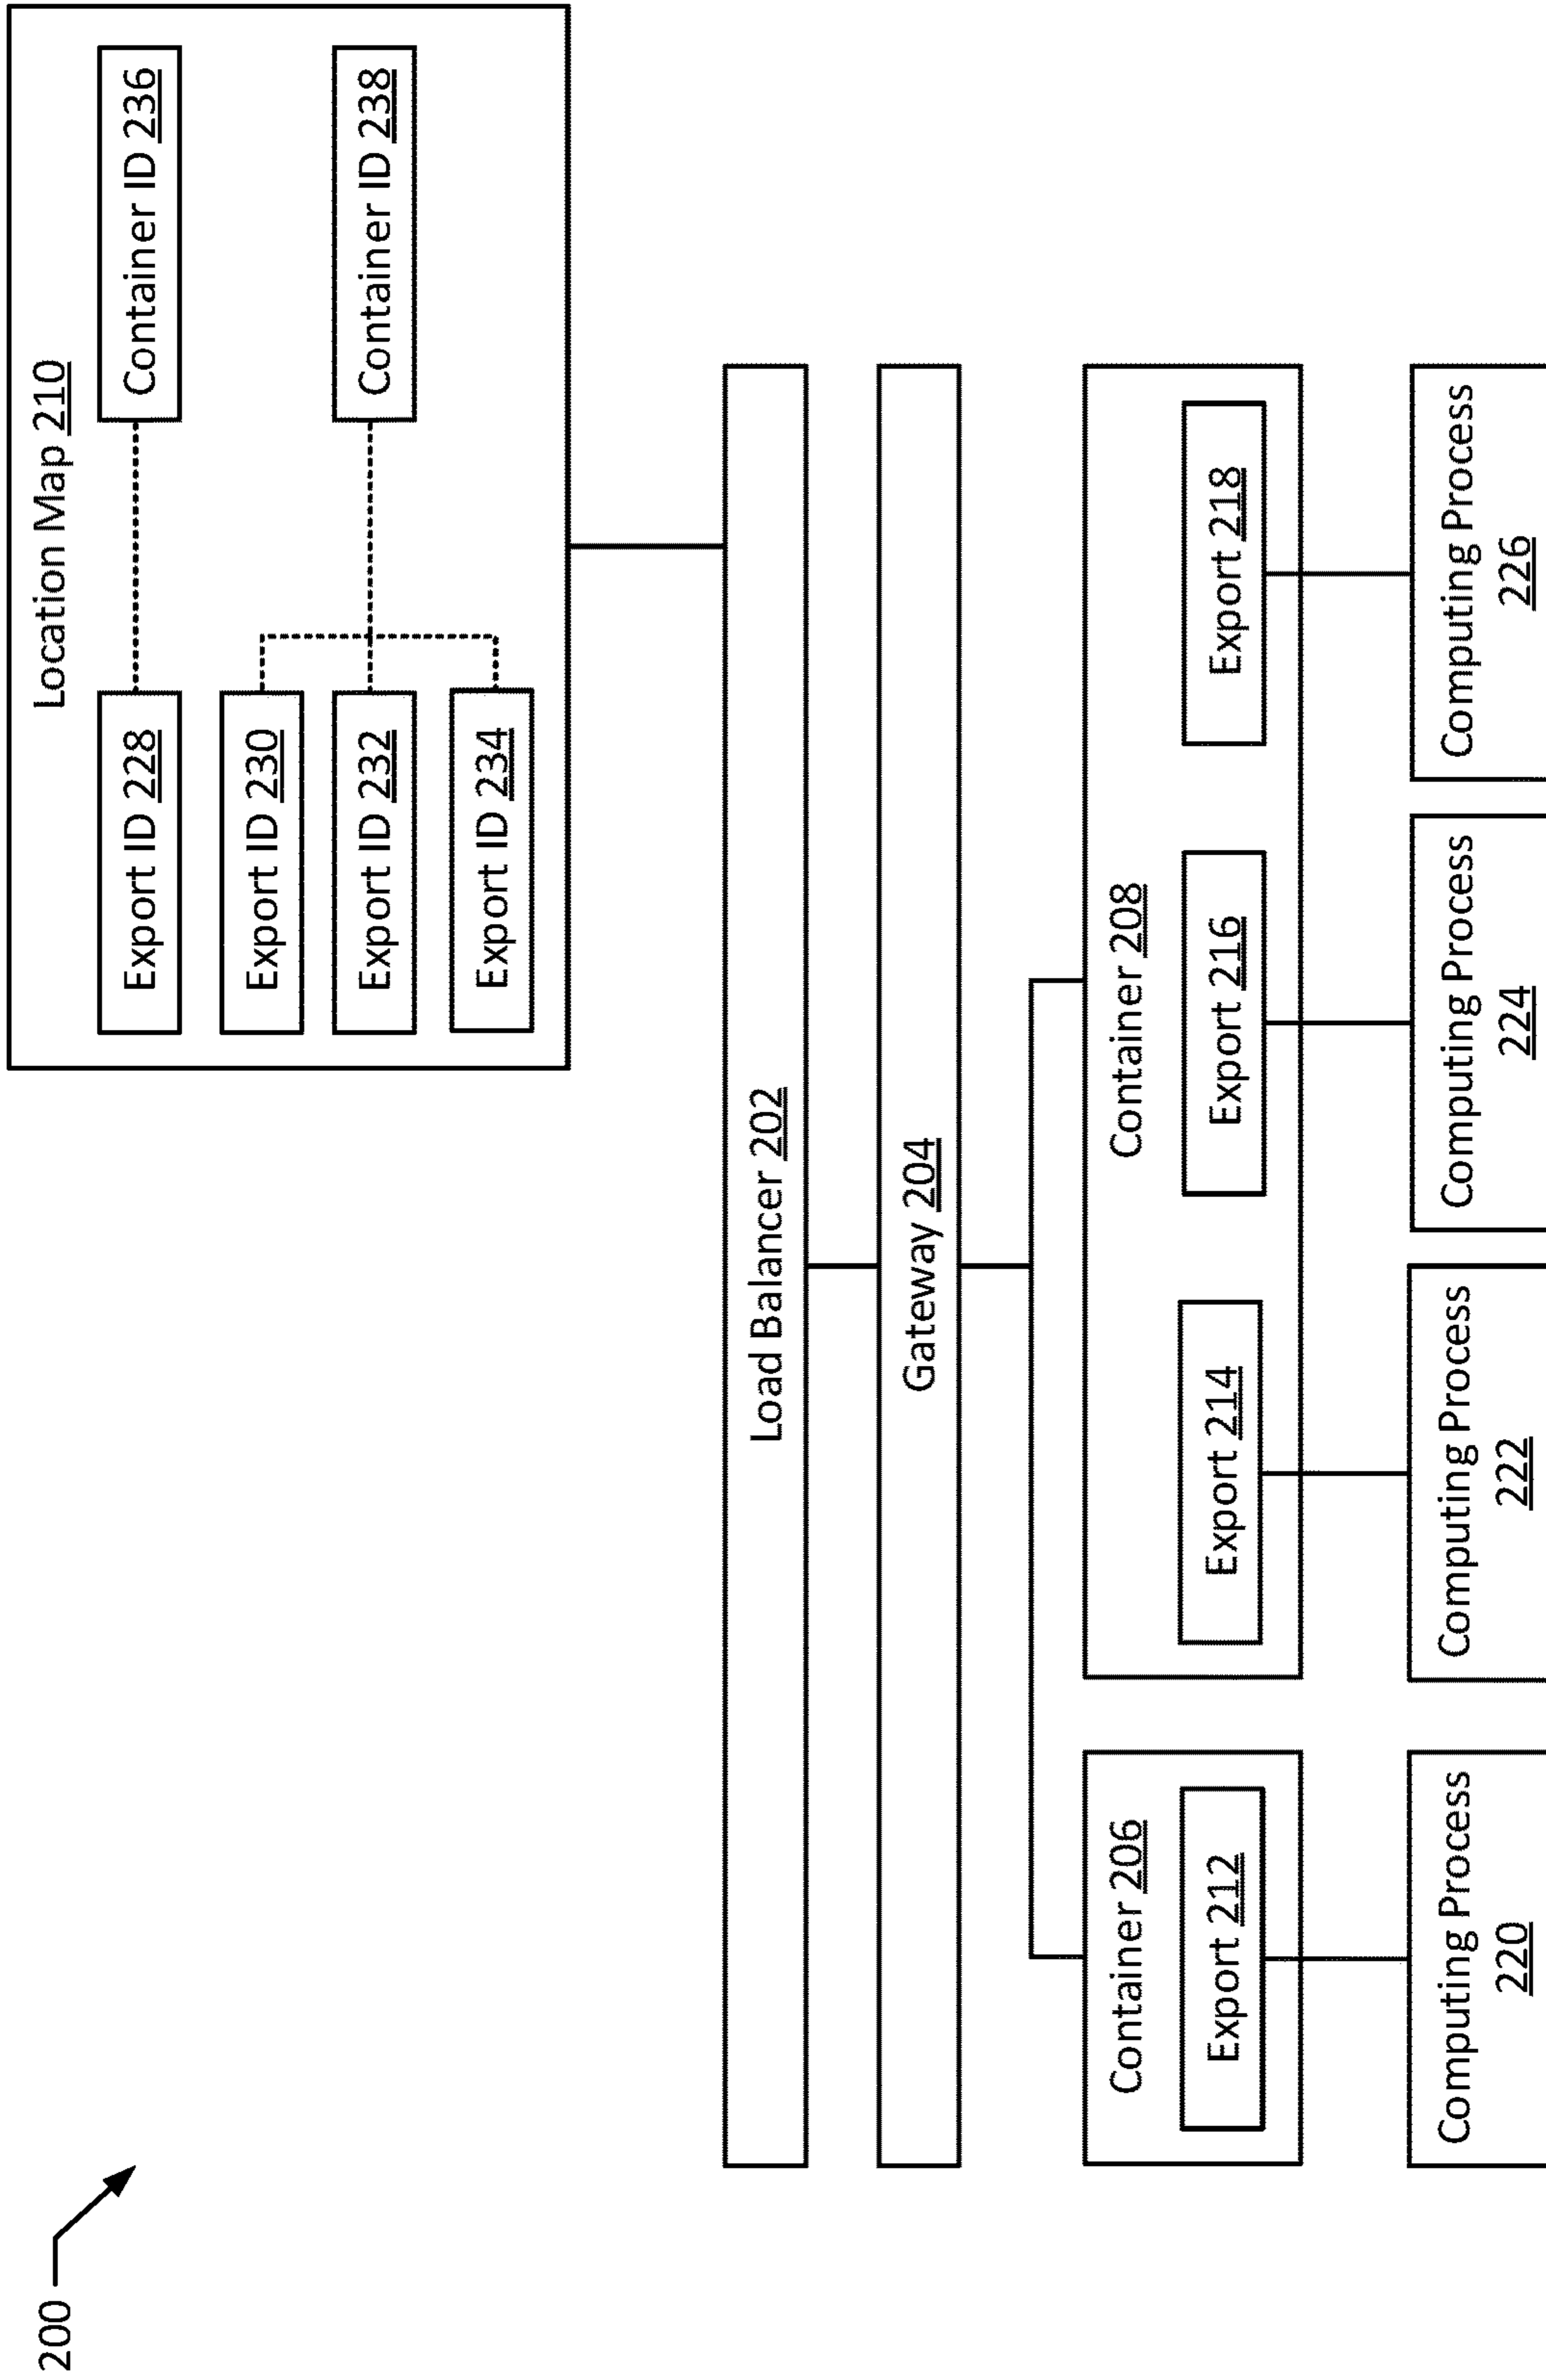 200
Location Map 210
Export ID 228
Container ID 236
Export ID 230
Export ID 232
Container ID 238
Export ID 234
Load Balancer 202
Gateway 204
Container 206
Container 208
Export 212
Export 214
Export 216
Export 218
Computing Process
220
Computing Process
222
Computing Process
224
Computing Process
226